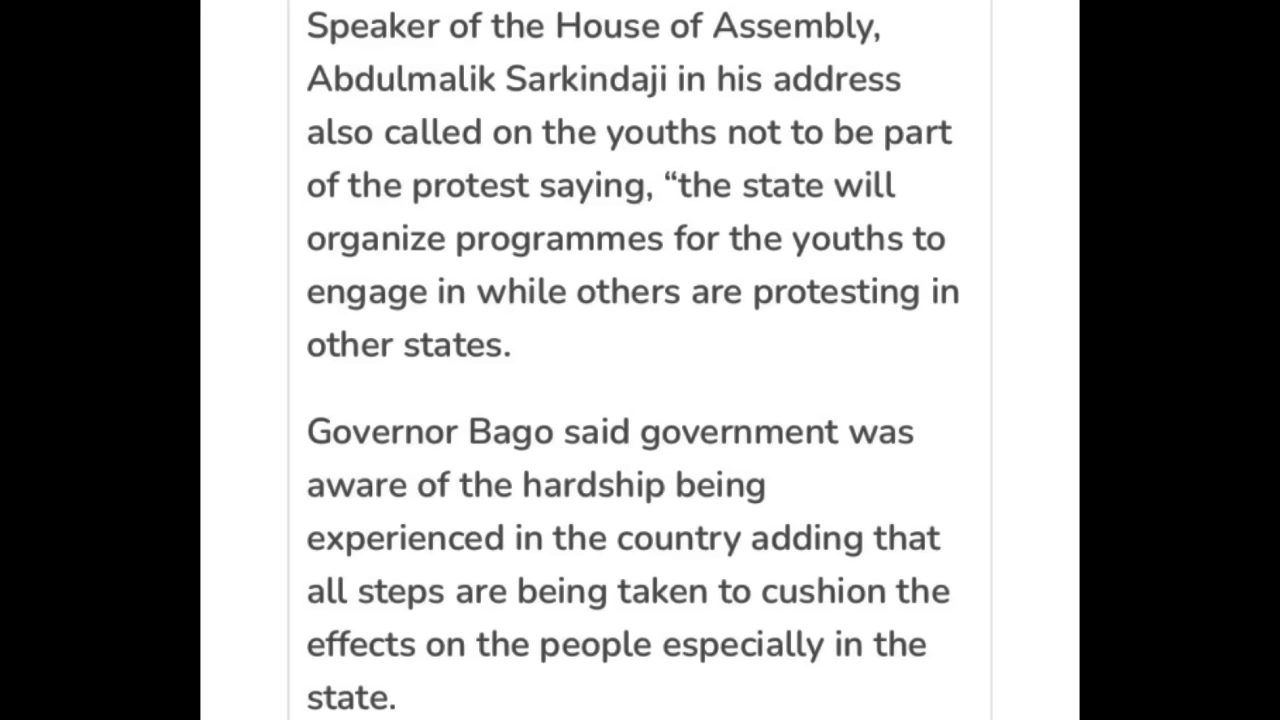 Speaker of the House of Assembly,
Abdulmalik Sarkindaji in his address
also called on the youths not to be part
of the protest saying, “the state will
organize programmes for the youths to
engage in while others are protesting in
other states.
Governor Bago said government was
aware of the hardship being
experienced in the country adding that
all steps are being taken to cushion the
effects on the people especially in the
state.